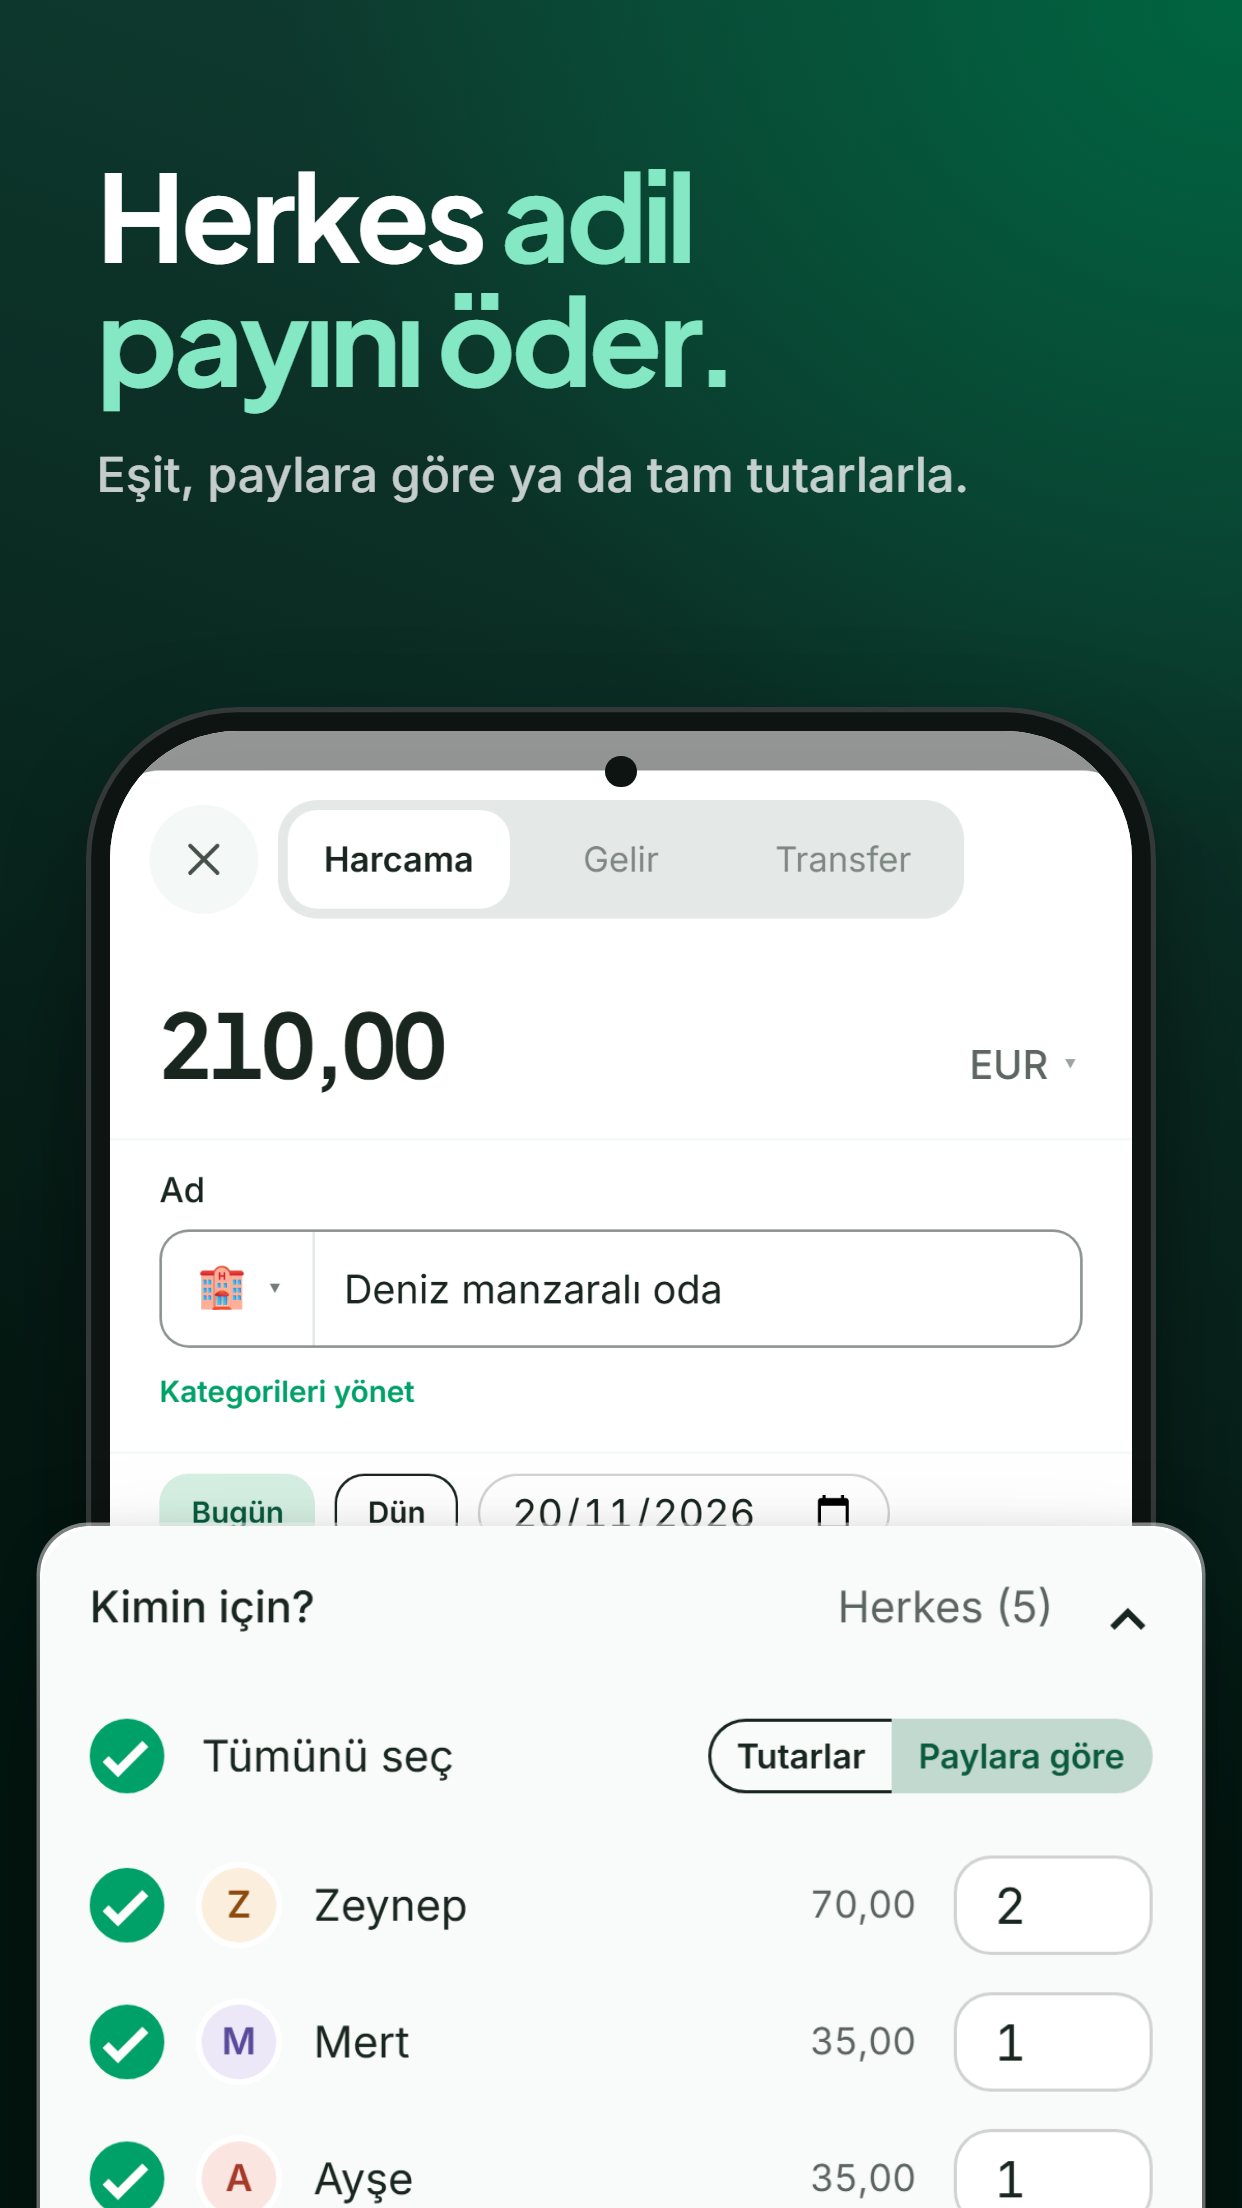 Herkes adil
payını öder.
Eşit, paylara göre ya da tam tutarlarla.
Harcama Gelir Transfer
210,00 EUR
Ad
Deniz manzaralı oda
Kategorileri yönet
Bugün Dün 20/11/2026
Kimin için? Herkes (5)
Tümünü seç Tutarlar Paylara göre
Z Zeynep 70,00 2
M Mert 35,00 1
A Ayşe 35,00 1